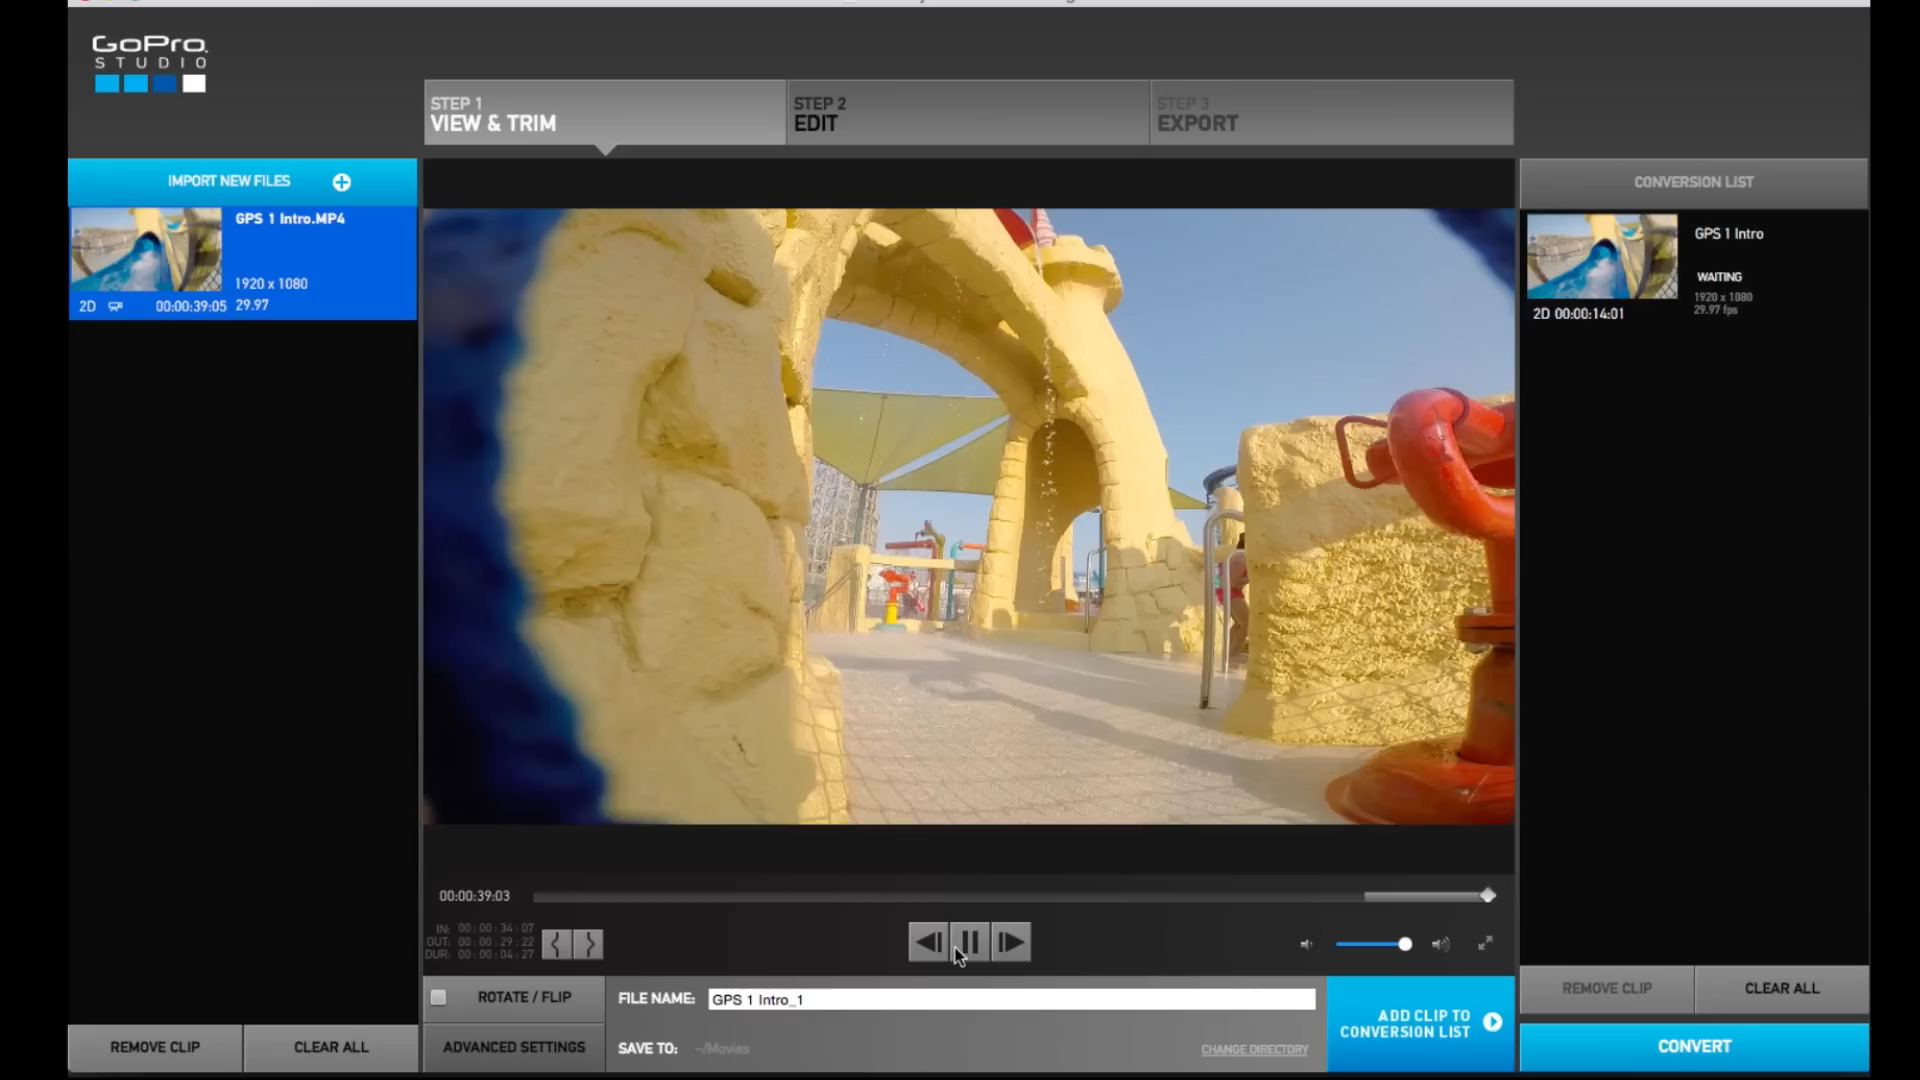 GoPro
STUDIO
STEP 1
VIEW & TRIM
STEP 2
EDIT
STEP 3
EXPORT
IMPORT NEW FILES
GPS 1 Intro.MP4
1920 x 1080
2D 00:00:39:05 29.97
CONVERSION LIST
GPS 1 Intro
WAITING
1920 x 1080
29.97 fps
2D 00:00:14:01
00:00:39:03
IN: 00:00:34:07
OUT: 00:00:29:22
DUR: 00:00:04:27
ROTATE / FLIP
FILE NAME: GPS 1 Intro_1
ADD CLIP TO
CONVERSION LIST
ADVANCED SETTINGS
SAVE TO: ~/Movies
CHANGE DIRECTORY
REMOVE CLIP
CLEAR ALL
REMOVE CLIP
CLEAR ALL
CONVERT